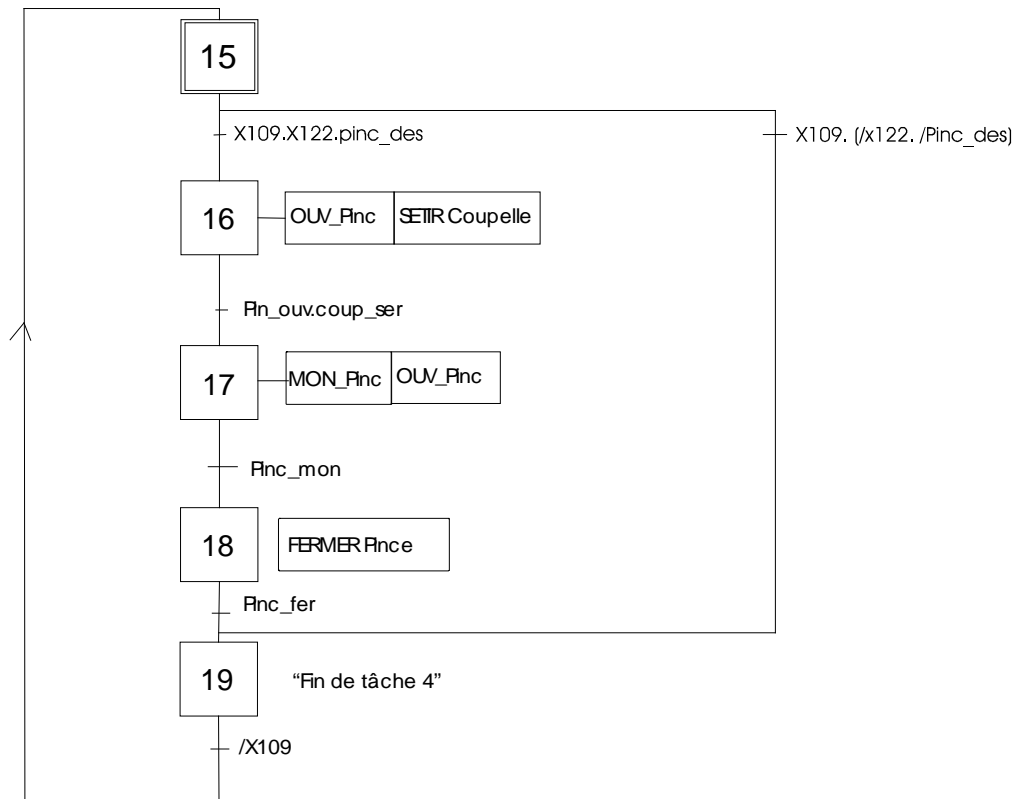 15
X109.X122.pinc_des
X109. (/x122. /Pinc_des)
16
OUV_Pinc
SETIR Coupelle
Pin_ouv.coup_ser
17
MON_Pinc
OUV_Pinc
Pinc_mon
18
FERMER Pince
Pinc_fer
19
“Fin de tâche 4”
/X109